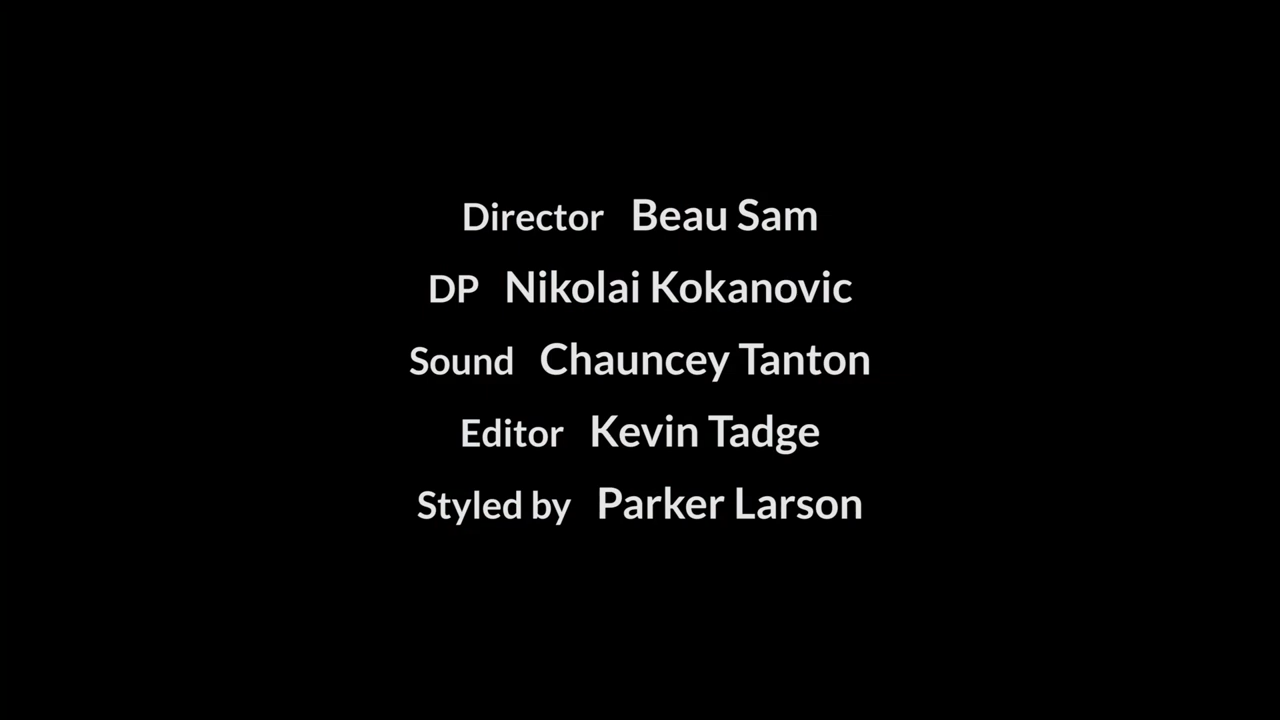 Director Beau Sam
DP Nikolai Kokanovic
Sound Chauncey Tanton
Editor Kevin Tadge
Styled by Parker Larson